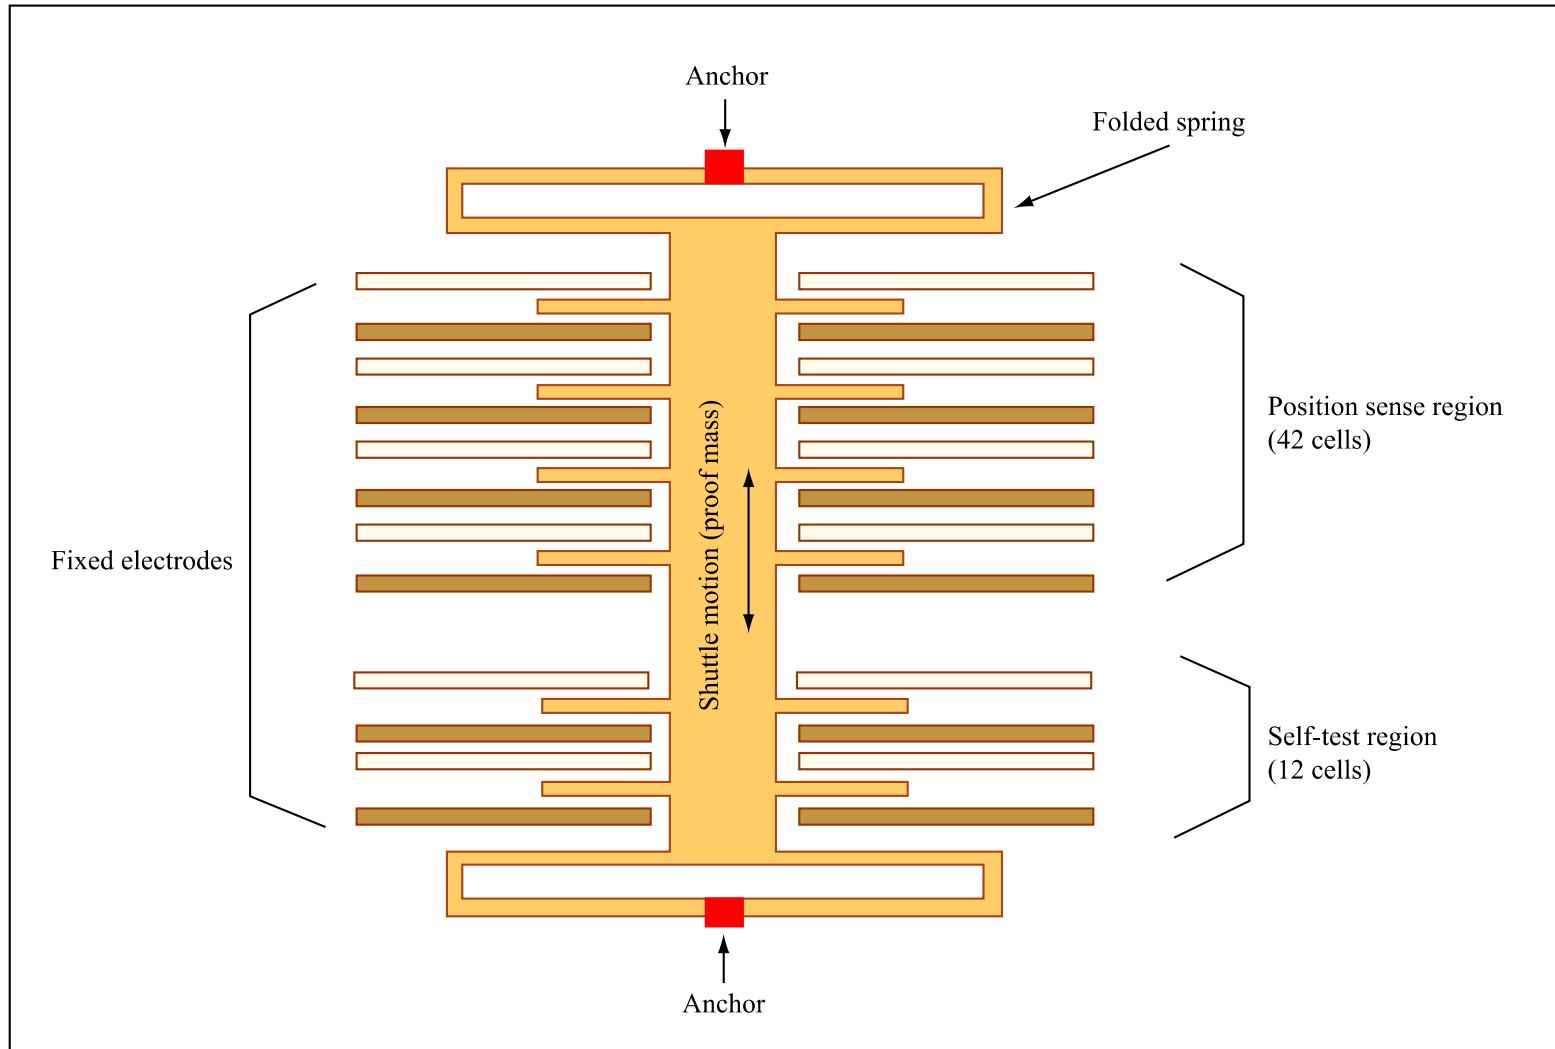 Anchor
Folded spring
Position sense region
(42 cells)
Shuttle motion (proof mass)
Fixed electrodes
Self-test region
(12 cells)
Anchor